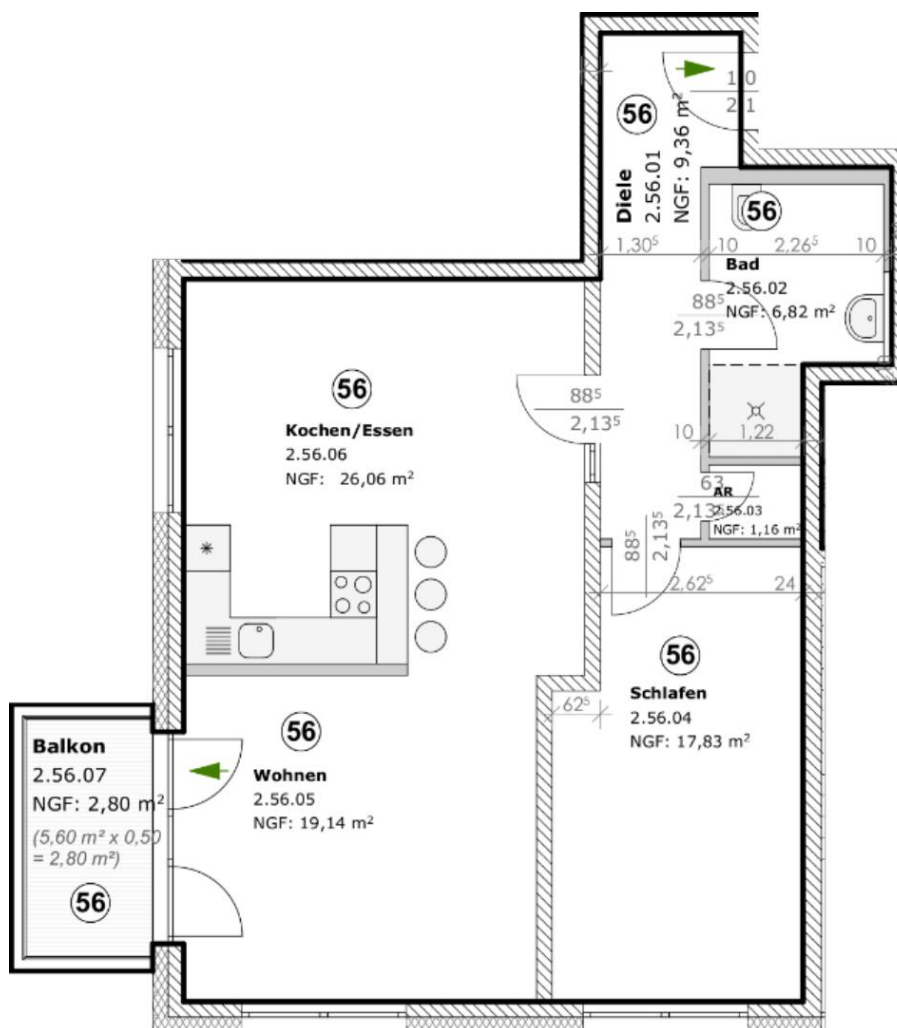 56
Diele
2.56.01
NGF: 9,36 m²
56
1,30⁵
10
2,26⁵
10
Bad
2.56.02
NGF: 6,82 m²
88⁵
2,13⁵
56
Kochen/Essen
2.56.06
NGF: 26,06 m²
88⁵
2,13⁵
10
1,22
63
2,13⁵
AR
2.56.03
NGF: 1,16 m²
88⁵
2,13⁵
2,62⁵
24
56
Schlafen
2.56.04
NGF: 17,83 m²
62⁵
56
Wohnen
2.56.05
NGF: 19,14 m²
Balkon
2.56.07
NGF: 2,80 m²
(5,60 m² x 0,50
= 2,80 m²)
56